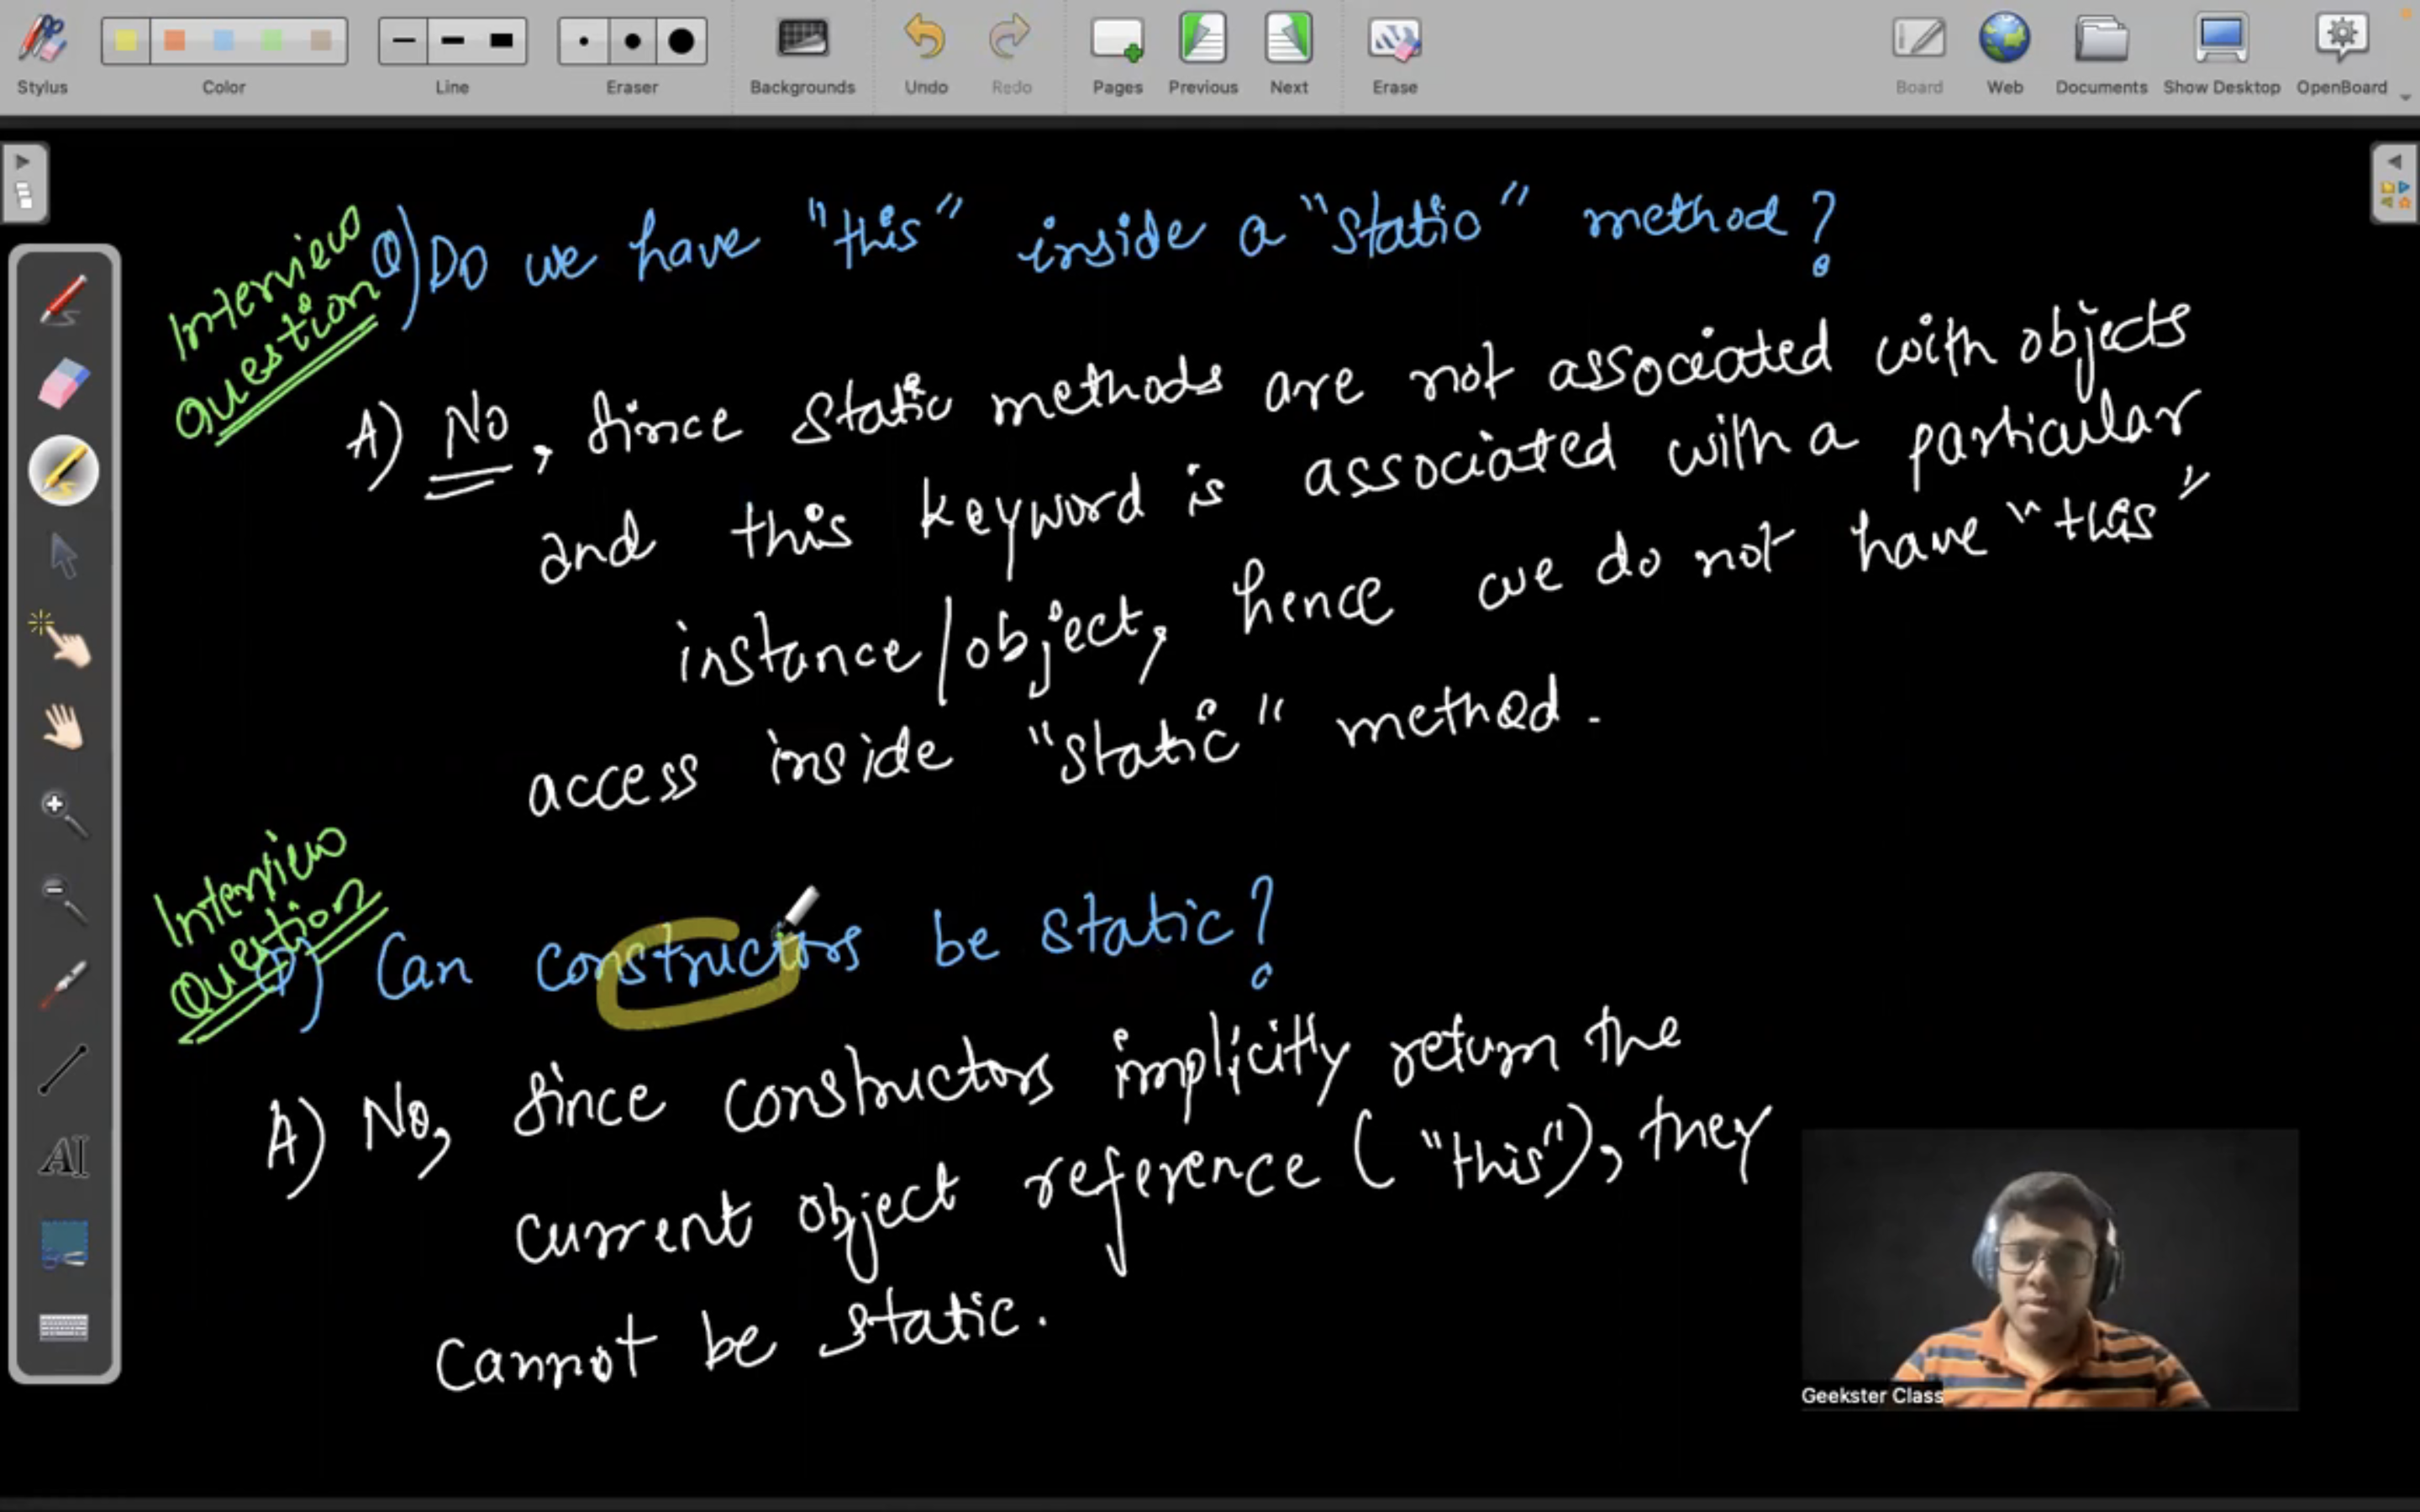 Stylus
Color
Line
Eraser
Backgrounds
Undo
Redo
Pages
Previous
Next
Erase
Board
Web
Documents
Show Desktop
OpenBoard
Interview
Question
Q) Do we have "this" inside a "static" method?
A) No, Since static methods are not associated with objects
and this keyword is associated with a particular
instance/object, hence we do not have "this"
access inside "static" method.
Interview
Question
Q) Can constructors be static?
A) No, Since constructors implicitly return the
current object reference ("this"), they
cannot be static.
AI
Geekster Class